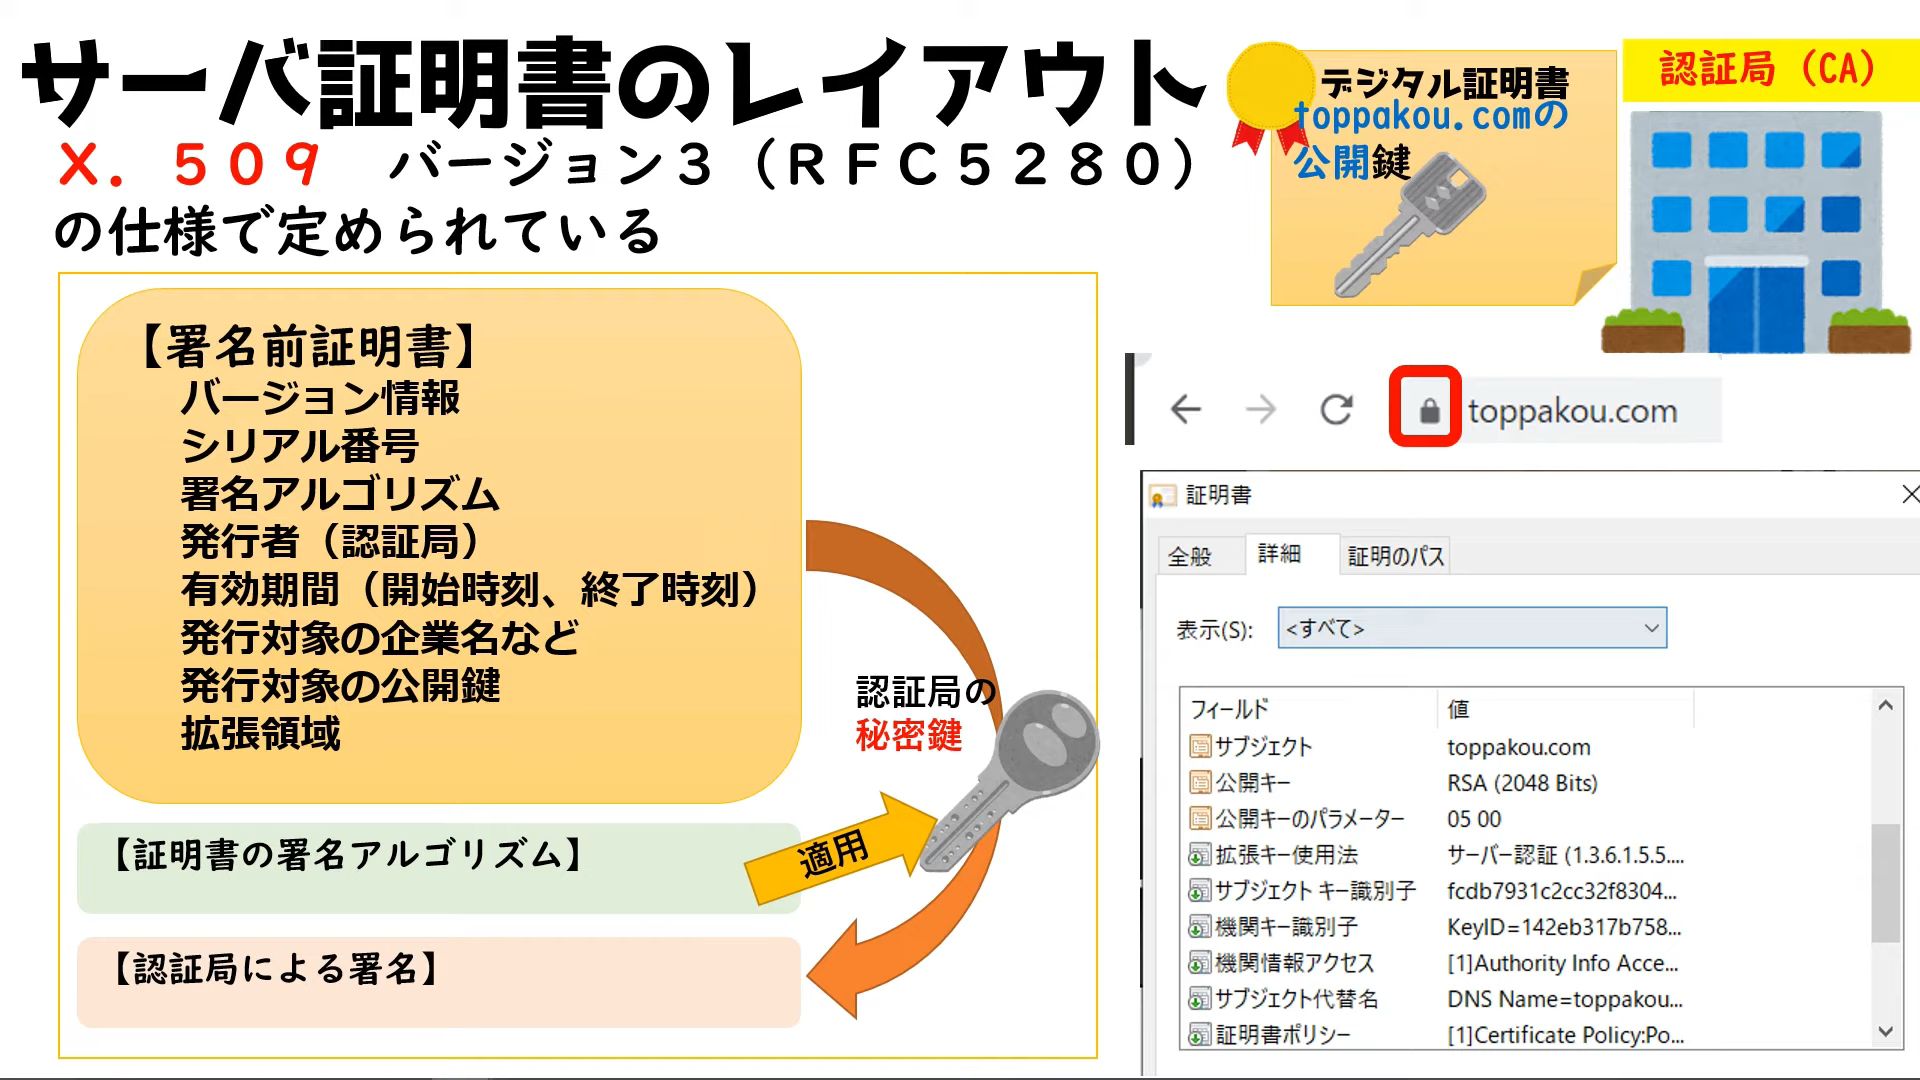 サーバ証明書のレイアウト
X．５０９　バージョン３（ＲＦＣ５２８０）
の仕様で定められている
デジタル証明書
toppakou.comの
公開鍵
認証局（CA）
【署名前証明書】
バージョン情報
シリアル番号
署名アルゴリズム
発行者（認証局）
有効期間（開始時刻、終了時刻）
発行対象の企業名など
発行対象の公開鍵
拡張領域
認証局の
秘密鍵
適用
【証明書の署名アルゴリズム】
【認証局による署名】
toppakou.com
証明書
全般 詳細 証明のパス
表示(S): <すべて>
フィールド 値
サブジェクト toppakou.com
公開キー RSA (2048 Bits)
公開キーのパラメーター 05 00
拡張キー使用法 サーバー認証 (1.3.6.1.5.5....
サブジェクト キー識別子 fcdb7931c2cc32f8304...
機関キー識別子 KeyID=142eb317b758...
機関情報アクセス [1]Authority Info Acce...
サブジェクト代替名 DNS Name=toppakou...
証明書ポリシー [1]Certificate Policy:Po...